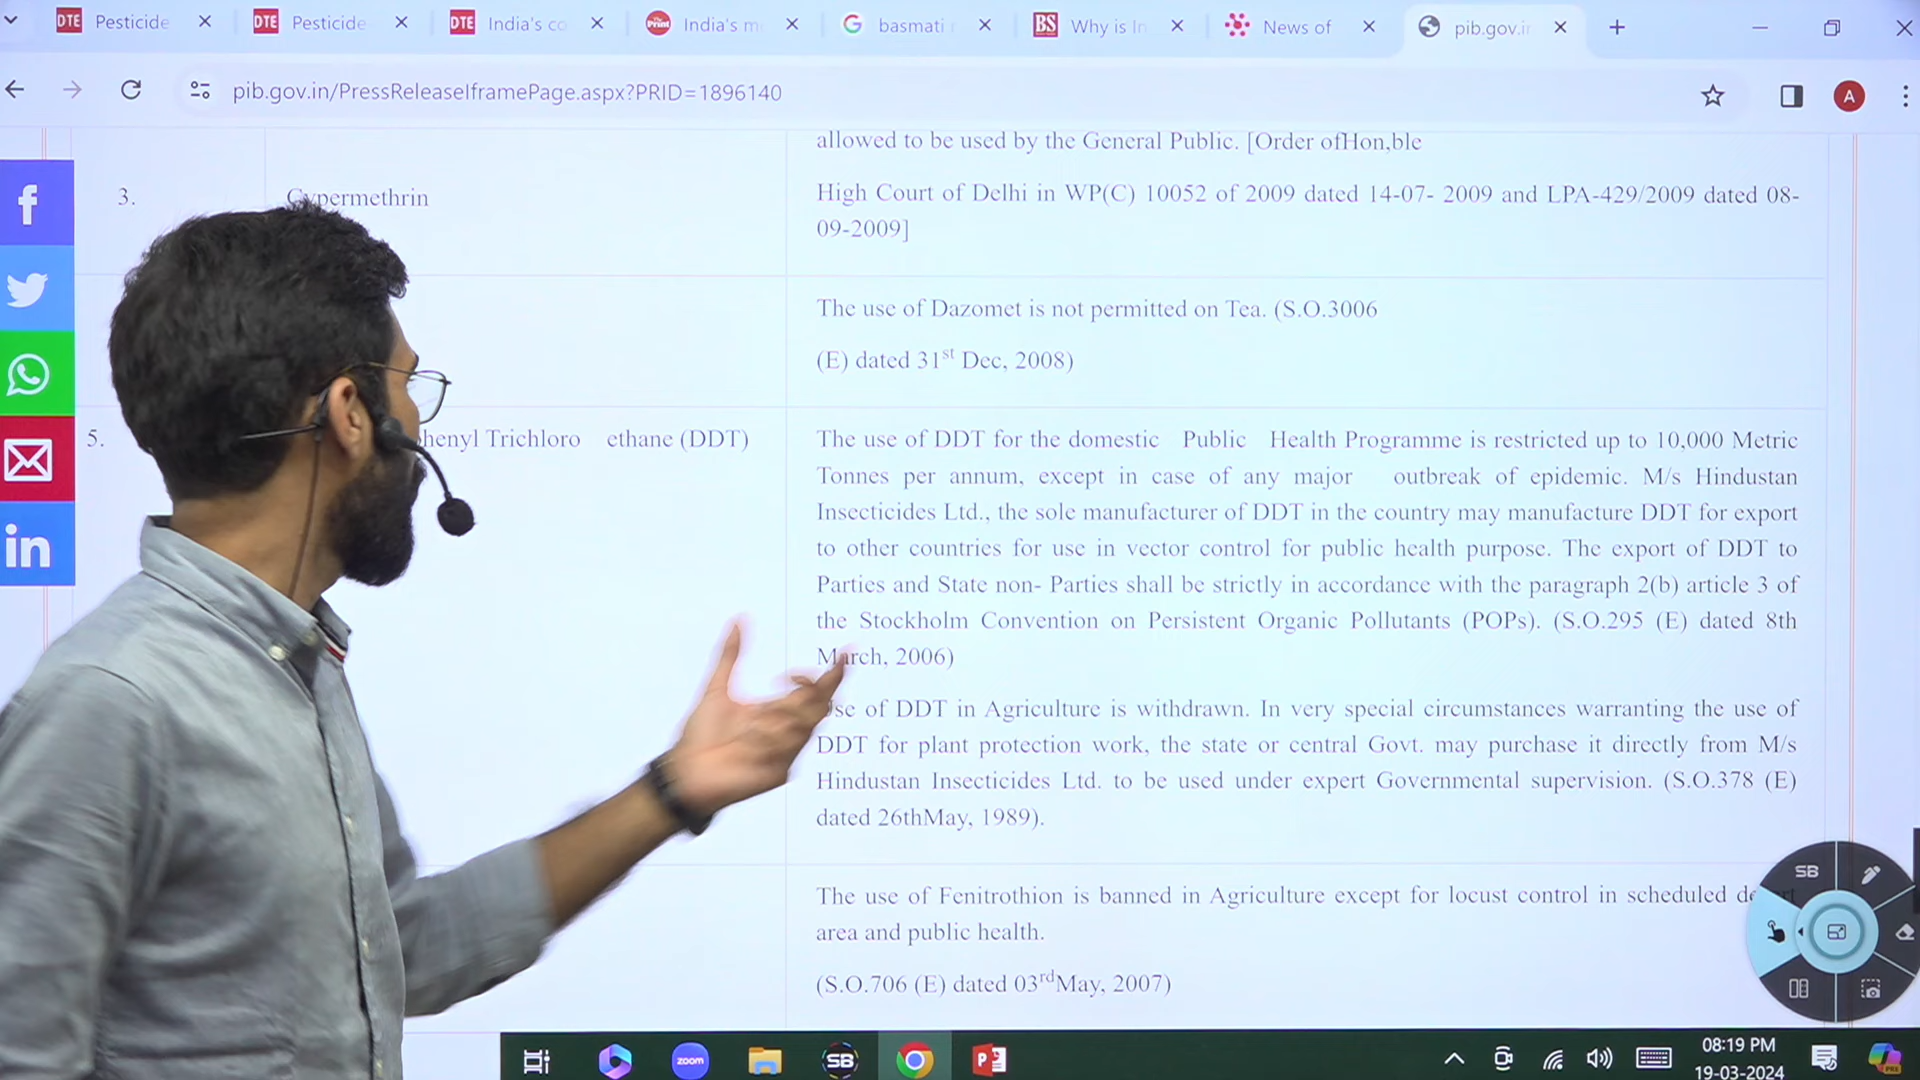 DTE Pesticide
DTE Pesticide
DTE India's co
The Print India's m
G basmati
BS Why is In
News of
pib.gov.in
pib.gov.in/PressReleaseIframePage.aspx?PRID=1896140
A
allowed to be used by the General Public. [Order ofHon,ble
3. Cypermethrin
High Court of Delhi in WP(C) 10052 of 2009 dated 14-07- 2009 and LPA-429/2009 dated 08-
09-2009]
The use of Dazomet is not permitted on Tea. (S.O.3006
(E) dated 31st Dec, 2008)
5. phenyl Trichloro ethane (DDT)
The use of DDT for the domestic Public Health Programme is restricted up to 10,000 Metric
Tonnes per annum, except in case of any major outbreak of epidemic. M/s Hindustan
Insecticides Ltd., the sole manufacturer of DDT in the country may manufacture DDT for export
to other countries for use in vector control for public health purpose. The export of DDT to
Parties and State non- Parties shall be strictly in accordance with the paragraph 2(b) article 3 of
the Stockholm Convention on Persistent Organic Pollutants (POPs). (S.O.295 (E) dated 8th
March, 2006)
Use of DDT in Agriculture is withdrawn. In very special circumstances warranting the use of
DDT for plant protection work, the state or central Govt. may purchase it directly from M/s
Hindustan Insecticides Ltd. to be used under expert Governmental supervision. (S.O.378 (E)
dated 26thMay, 1989).
The use of Fenitrothion is banned in Agriculture except for locust control in scheduled
area and public health.
(S.O.706 (E) dated 03rdMay, 2007)
f
in
SB
zoom
SB
08:19 PM
19-03-2024